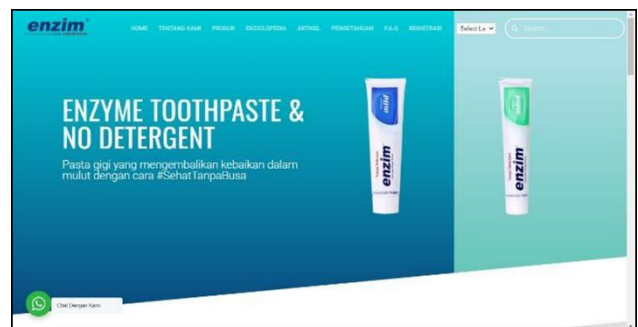 enzim
HOME TENTANG KAMI PRODUK ENZICLOPEDIA ARTIKEL PENGETAHUAN F.A.Q REGISTRASI Select La Search
ENZYME TOOTHPASTE &
NO DETERGENT
Pasta gigi yang mengembalikan kebaikan dalam
mulut dengan cara #SehatTanpaBusa
enzim
enzim
Chat Dengan Kami